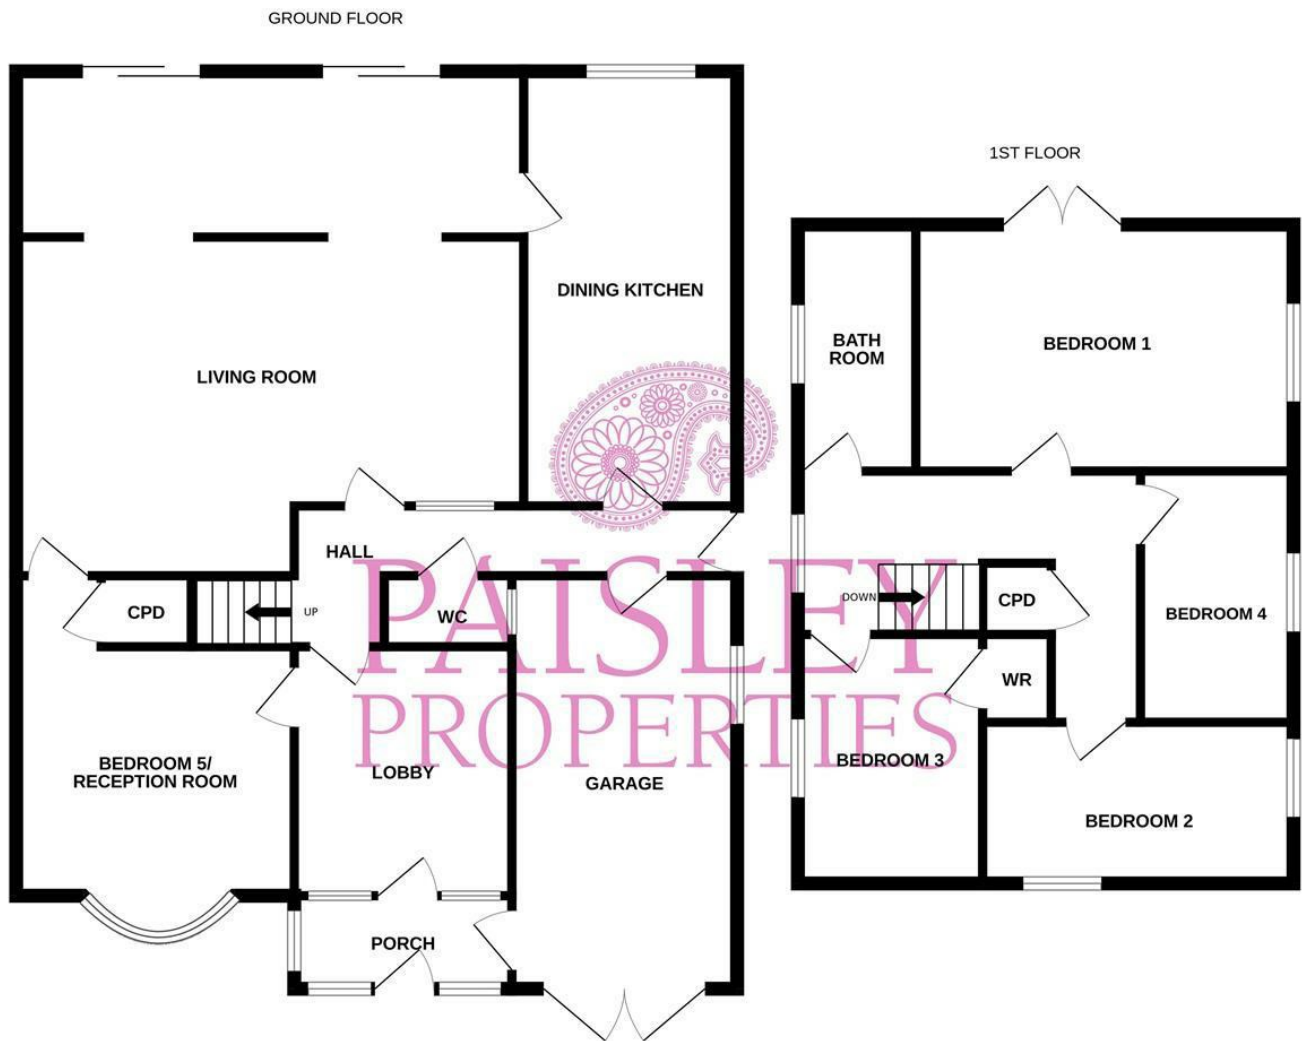 GROUND FLOOR
1ST FLOOR
DINING KITCHEN
LIVING ROOM
BATH
ROOM
BEDROOM 1
HALL
CPD
UP
WC
DOWN
CPD
BEDROOM 4
WR
PAISLEY
PROPERTIES
BEDROOM 5/
RECEPTION ROOM
LOBBY
GARAGE
BEDROOM 3
BEDROOM 2
PORCH